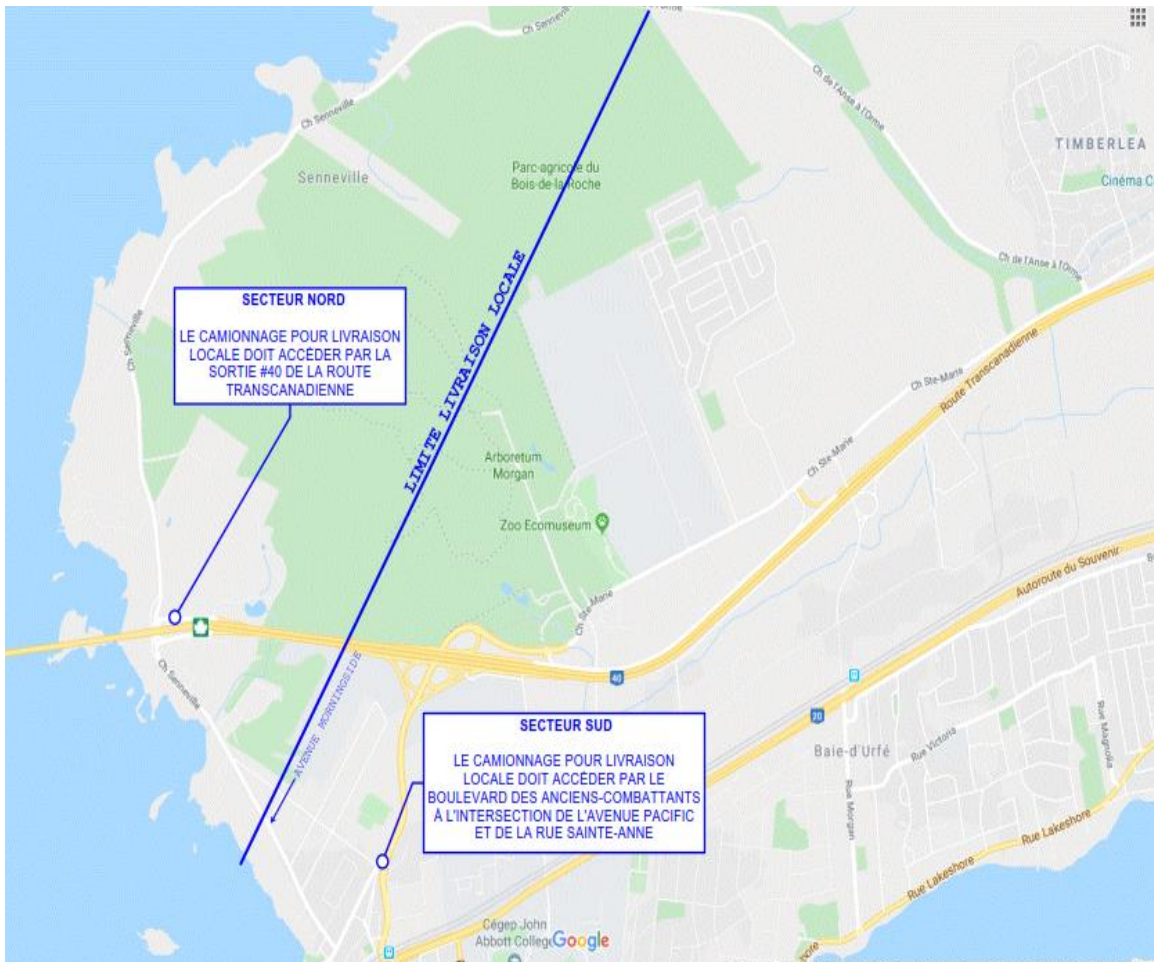 Ch Senneville
Ch de l'Anse à l'Orme
TIMBERLEA
Cinéma C
Ch Senneville
Parc-agricole du
Bois-de-la-Roche
Senneville
Ch de l'Anse à l'Orme
LIMITE LIVRAISON LOCALE
SECTEUR NORD
LE CAMIONNAGE POUR LIVRAISON
LOCALE DOIT ACCÉDER PAR LA
SORTIE #40 DE LA ROUTE
TRANSCANADIENNE
Ch Senneville
Route Transcanadienne
Ch Ste-Marie
Ch Ste-Marie
Arboretum
Morgan
Zoo Ecomuseum
Autoroute du Souvenir
Ch Ste-Marie
Ch Senneville
40
AVENUE MORNINGSIDE
20
SECTEUR SUD
LE CAMIONNAGE POUR LIVRAISON
LOCALE DOIT ACCÉDER PAR LE
BOULEVARD DES ANCIENS-COMBATTANTS
À L'INTERSECTION DE L'AVENUE PACIFIC
ET DE LA RUE SAINTE-ANNE
Baie-d'Urfé
Rue Victoria
Rue Magnolia
Rue Morgan
Rue Lakeshore
Rue Lakeshore
Cégep John
Abbott College
Google